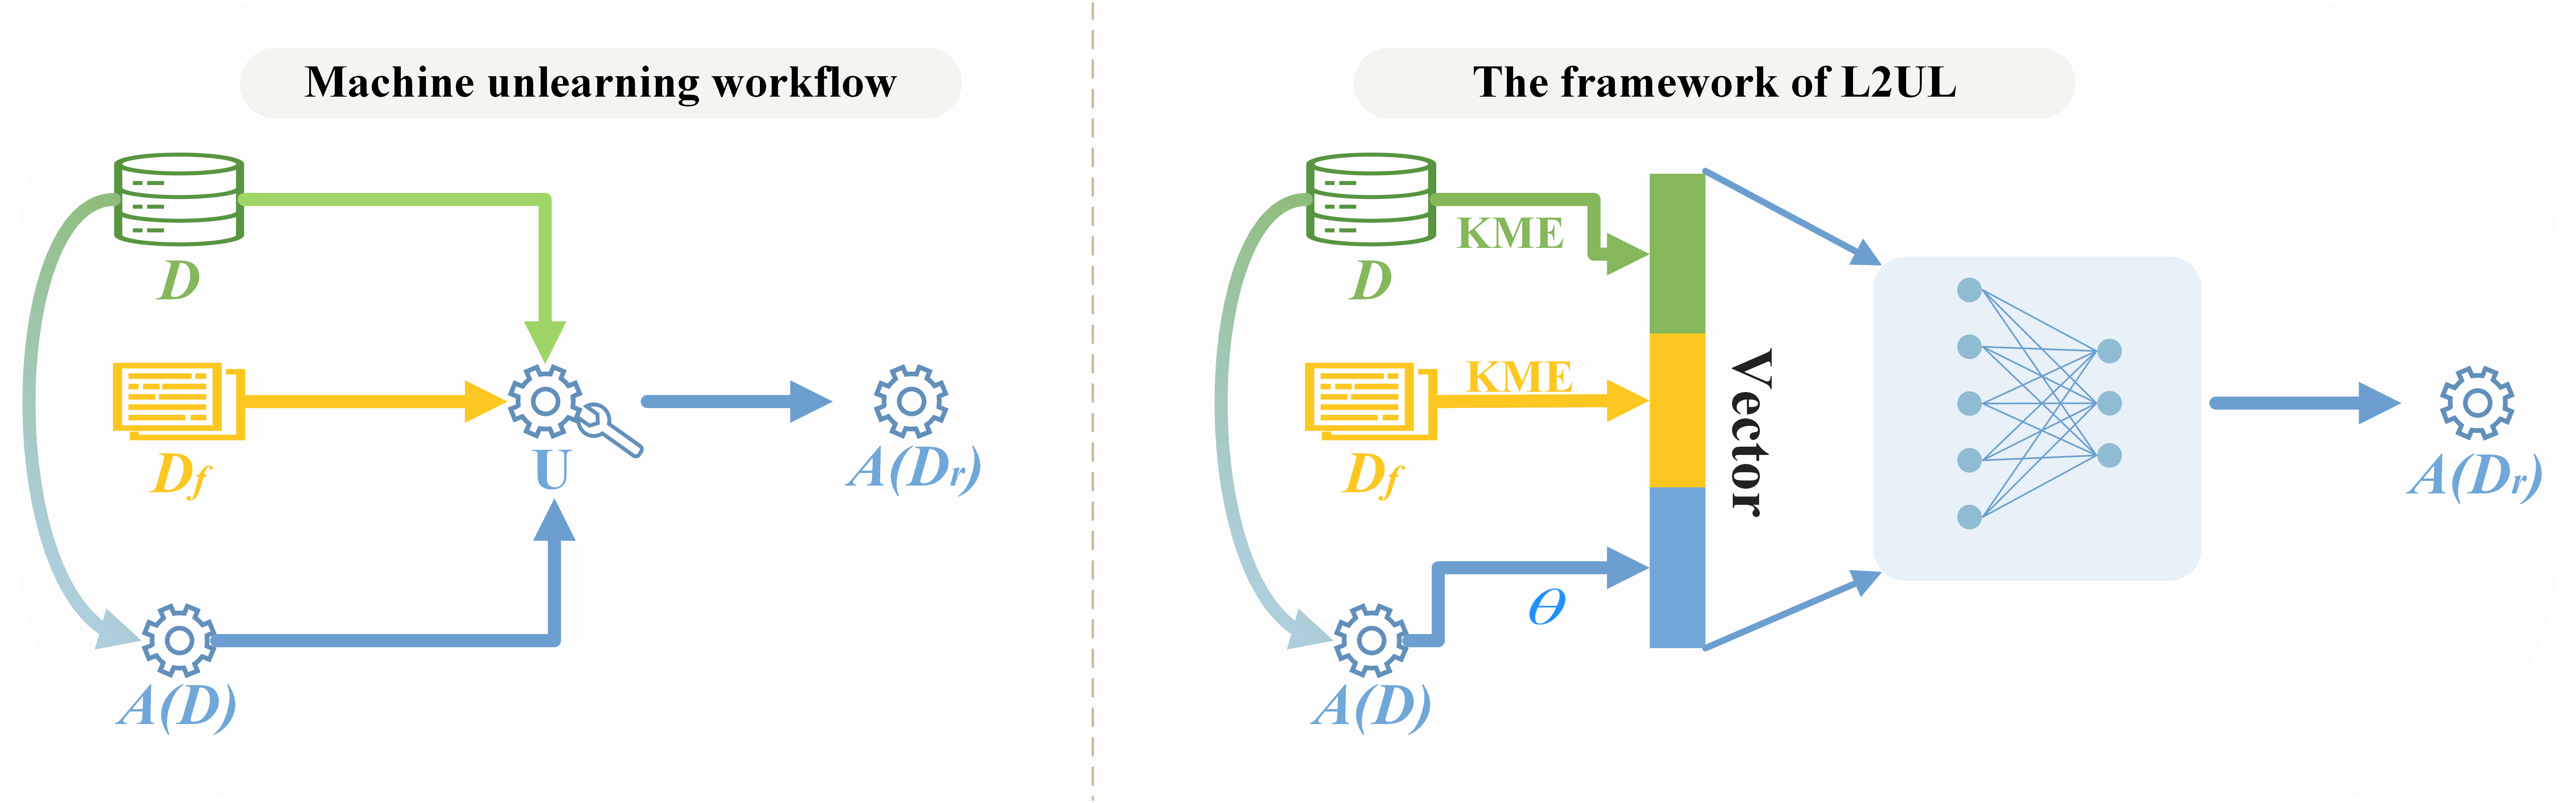 Machine unlearning workflow
D
Df
U
A(Dr)
A(D)
The framework of L2UL
D
KME
Df
KME
θ
A(D)
Vector
A(Dr)